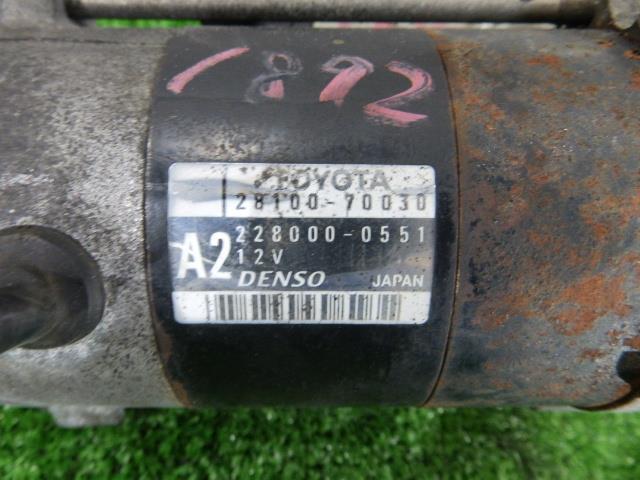 1892
TOYOTA
28100-70030
228000-0551
A2 12V
DENSO JAPAN